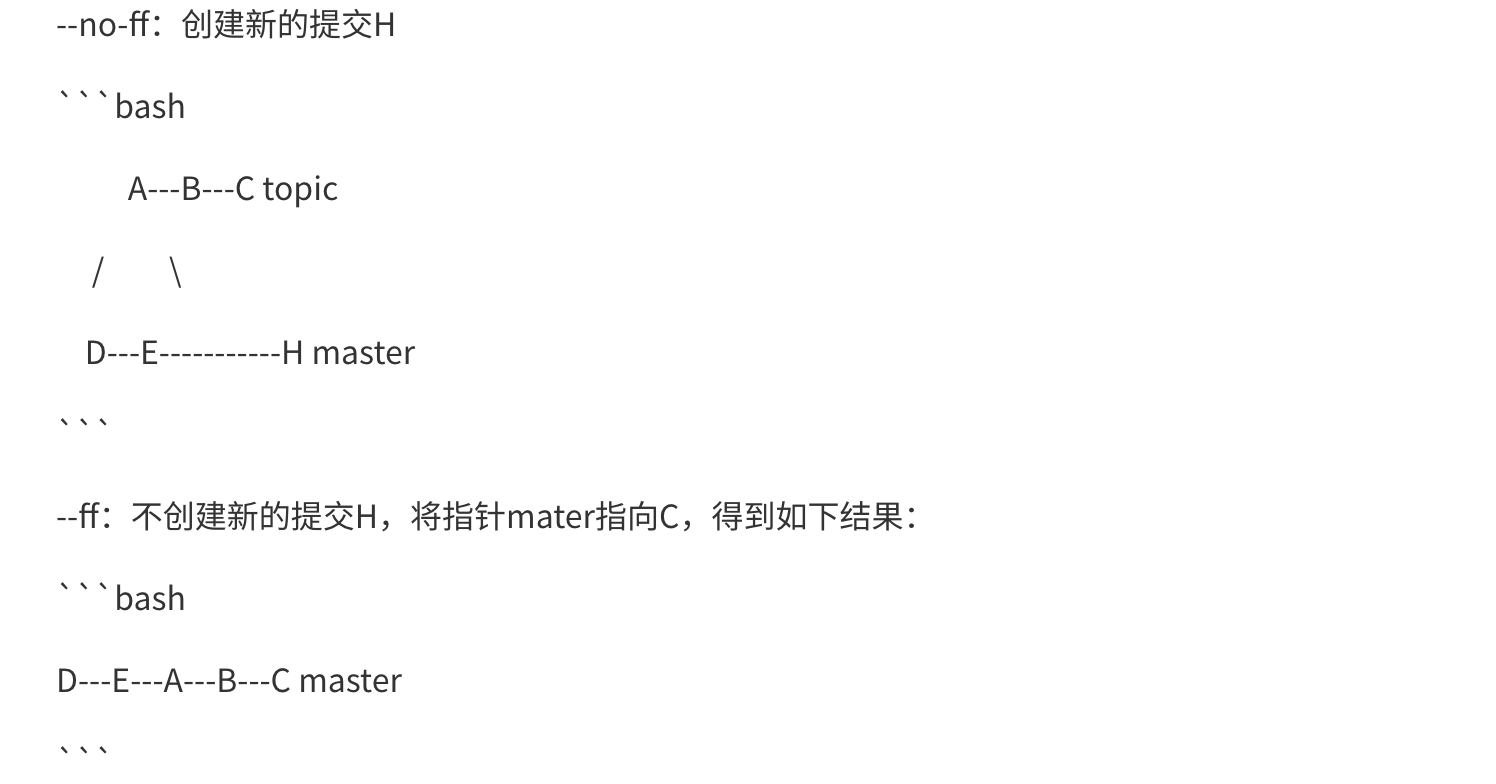 --no-ff：创建新的提交H
```bash
          A---B---C topic
     /         \
    D---E-----------H master
```
--ff：不创建新的提交H，将指针mater指向C，得到如下结果：
```bash
D---E---A---B---C master
```